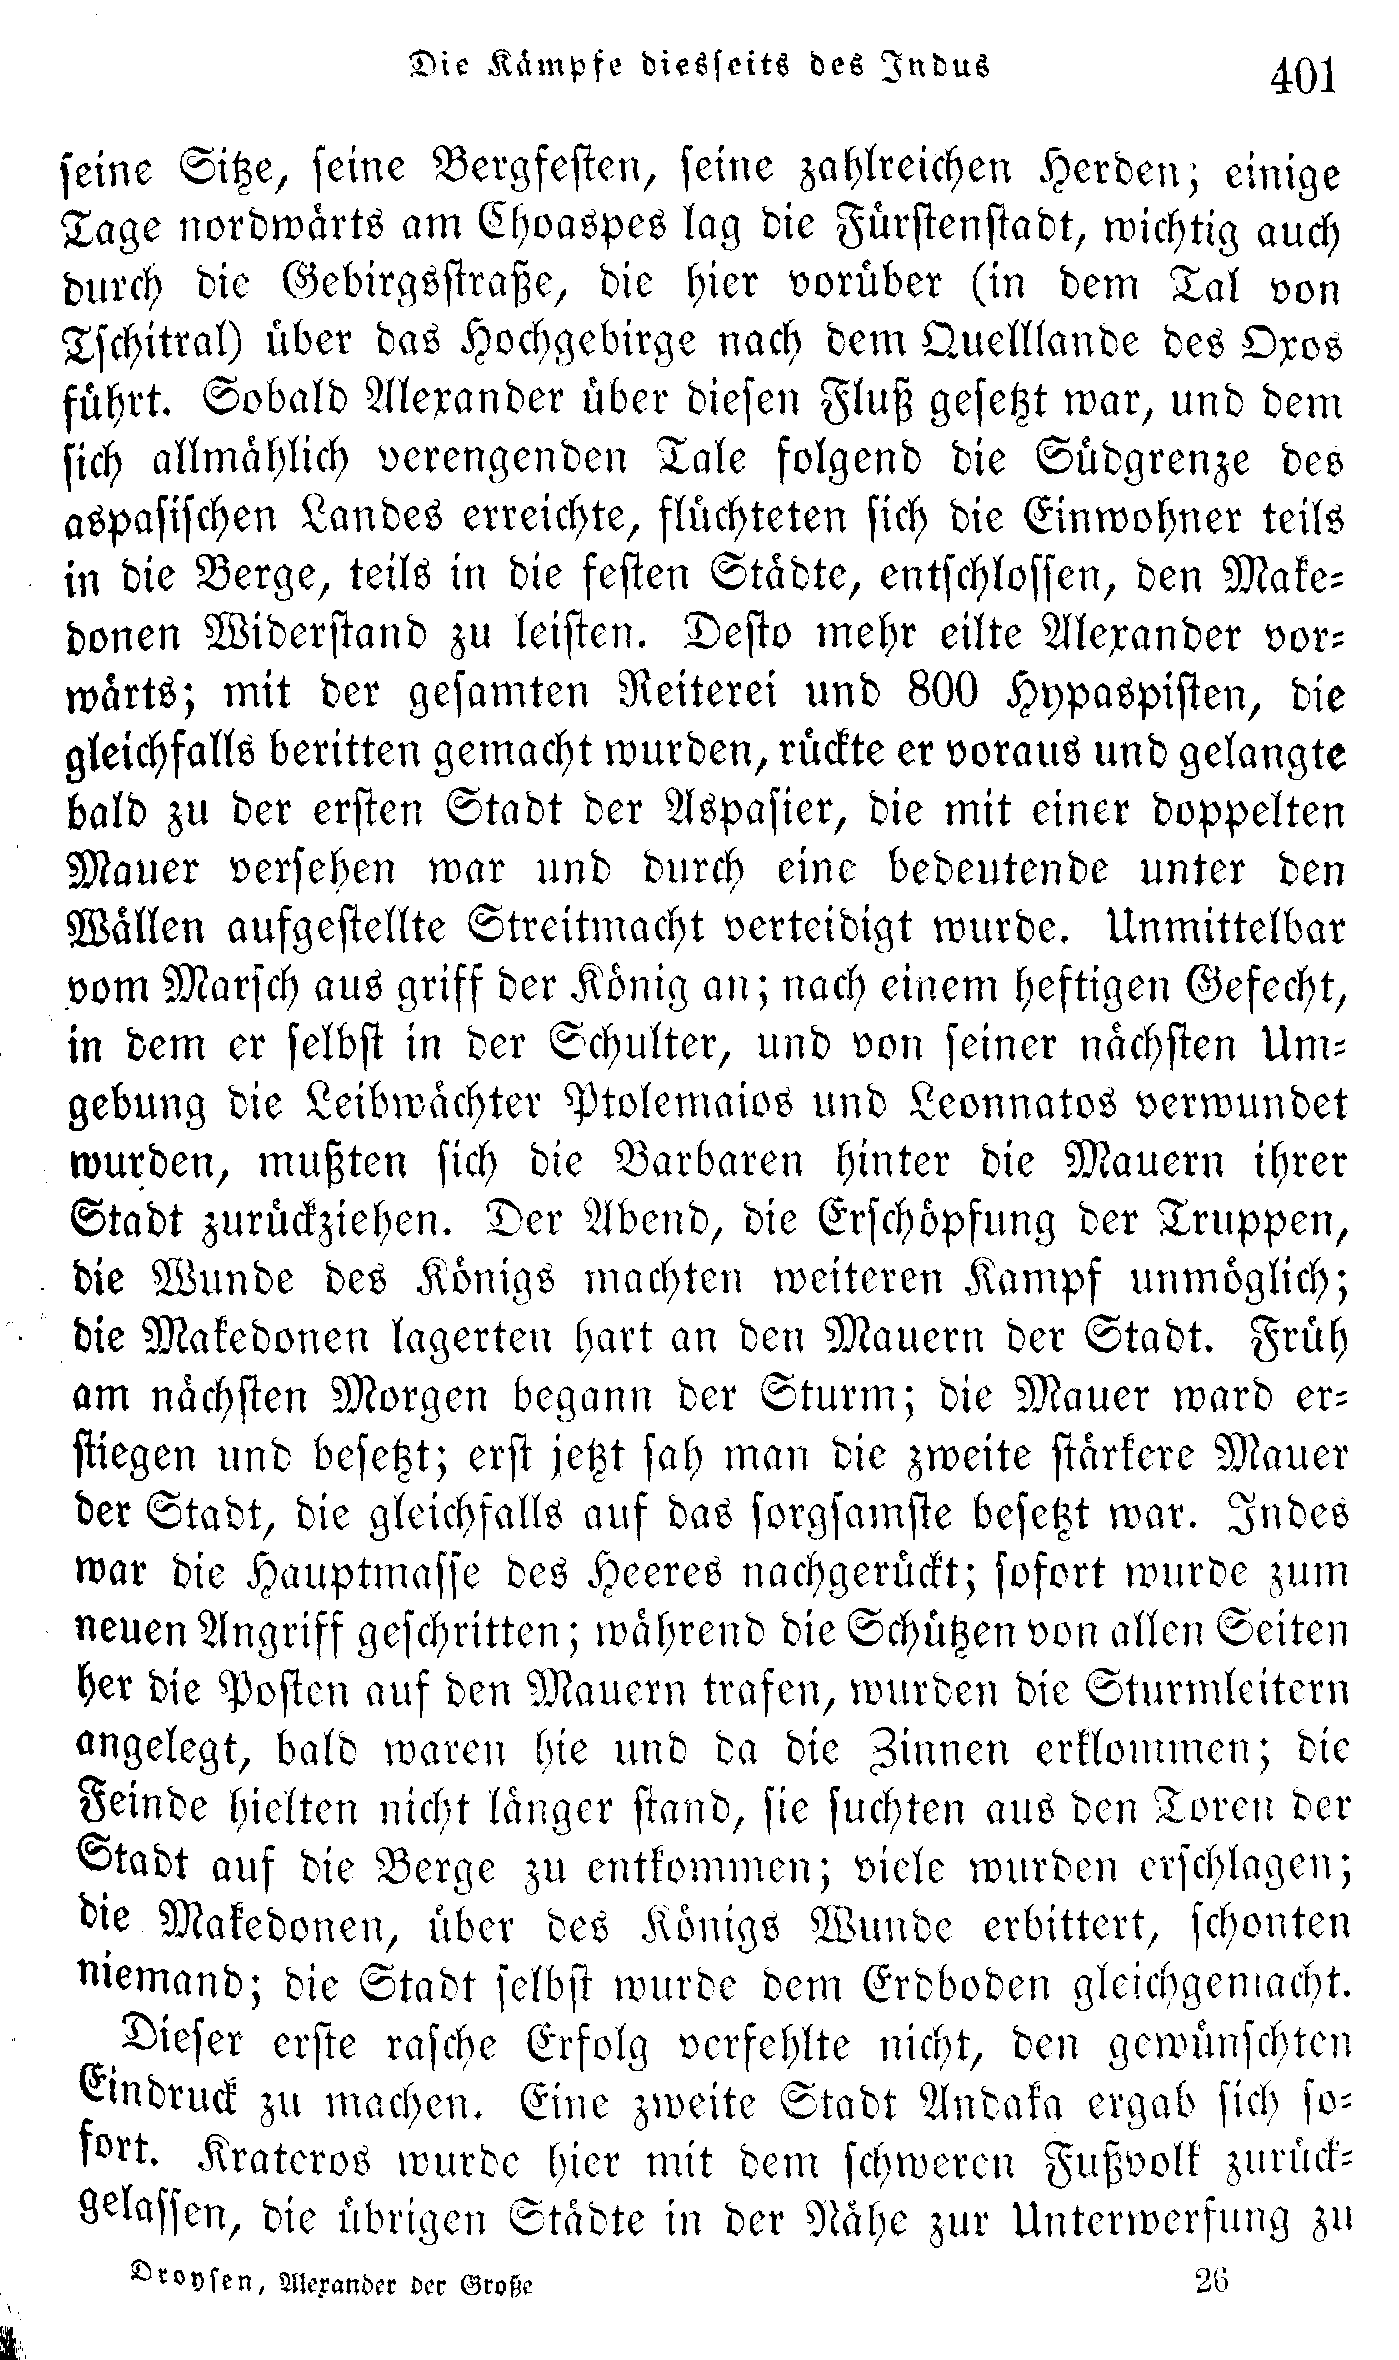 Die Kämpfe diesseits des Indus 401
seine Sitze, seine Bergfesten, seine zahlreichen Herden; einige
Tage nordwärts am Choaspes lag die Fürstenstadt, wichtig auch
durch die Gebirgsstraße, die hier vorüber (in dem Tal von
Tschitral) über das Hochgebirge nach dem Quelllande des Oxos
führt. Sobald Alexander über diesen Fluß gesetzt war, und dem
sich allmählich verengenden Tale folgend die Südgrenze des
aspasischen Landes erreichte, flüchteten sich die Einwohner teils
in die Berge, teils in die festen Städte, entschlossen, den Make-
donen Widerstand zu leisten. Desto mehr eilte Alexander vor-
wärts; mit der gesamten Reiterei und 800 Hypaspisten, die
gleichfalls beritten gemacht wurden, rückte er voraus und gelangte
bald zu der ersten Stadt der Aspasier, die mit einer doppelten
Mauer versehen war und durch eine bedeutende unter den
Wällen aufgestellte Streitmacht verteidigt wurde. Unmittelbar
vom Marsch aus griff der König an; nach einem heftigen Gefecht,
in dem er selbst in der Schulter, und von seiner nächsten Um-
gebung die Leibwächter Ptolemaios und Leonnatos verwundet
wurden, mußten sich die Barbaren hinter die Mauern ihrer
Stadt zurückziehen. Der Abend, die Erschöpfung der Truppen,
die Wunde des Königs machten weiteren Kampf unmöglich;
die Makedonen lagerten hart an den Mauern der Stadt. Früh
am nächsten Morgen begann der Sturm; die Mauer ward er-
stiegen und besetzt; erst jetzt sah man die zweite stärkere Mauer
der Stadt, die gleichfalls auf das sorgsamste besetzt war. Indes
war die Hauptmasse des Heeres nachgerückt; sofort wurde zum
neuen Angriff geschritten; während die Schützen von allen Seiten
her die Posten auf den Mauern trafen, wurden die Sturmleitern
angelegt, bald waren hie und da die Zinnen erklommen; die
Feinde hielten nicht länger stand, sie suchten aus den Toren der
Stadt auf die Berge zu entkommen; viele wurden erschlagen;
die Makedonen, über des Königs Wunde erbittert, schonten
niemand; die Stadt selbst wurde dem Erdboden gleichgemacht.
Dieser erste rasche Erfolg verfehlte nicht, den gewünschten
Eindruck zu machen. Eine zweite Stadt Andaka ergab sich so-
fort. Krateros wurde hier mit dem schweren Fußvolk zurück-
gelassen, die übrigen Städte in der Nähe zur Unterwerfung zu
Droysen, Alexander der Große 26